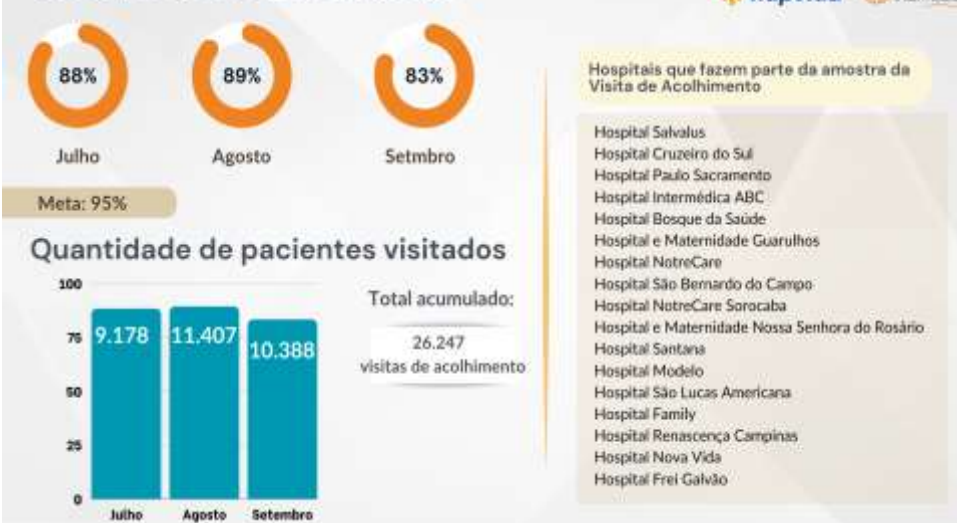 88%
89%
83%
Julho
Agosto
Setmbro
Meta: 95%
Quantidade de pacientes visitados
100
75
50
25
0
9.178
11.407
10.388
Julho
Agosto
Setembro
Total acumulado:
26.247
visitas de acolhimento
Hospitais que fazem parte da amostra da
Visita de Acolhimento
Hospital Salvalus
Hospital Cruzeiro do Sul
Hospital Paulo Sacramento
Hospital Intermédica ABC
Hospital Bosque da Saúde
Hospital e Maternidade Guarulhos
Hospital NotreCare
Hospital São Bernardo do Campo
Hospital NotreCare Sorocaba
Hospital e Maternidade Nossa Senhora do Rosário
Hospital Santana
Hospital Modelo
Hospital São Lucas Americana
Hospital Family
Hospital Renascença Campinas
Hospital Nova Vida
Hospital Frei Galvão